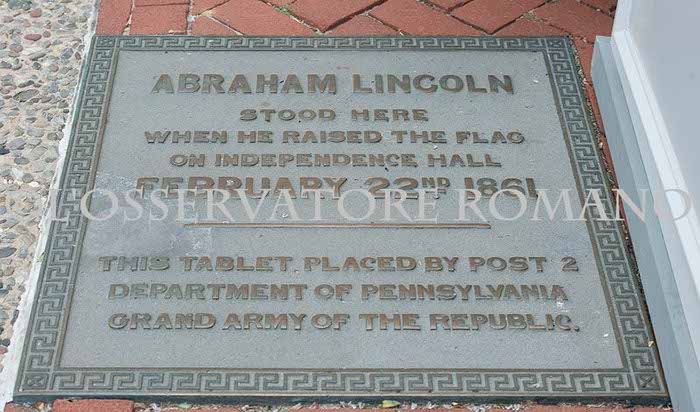 ABRAHAM LINCOLN
STOOD HERE
WHEN HE RAISED THE FLAG
ON INDEPENDENCE HALL
FEBRUARY 22ND 1861
L'OSSERVATORE ROMANO
THIS TABLET PLACED BY POST 2
DEPARTMENT OF PENNSYLVANIA
GRAND ARMY OF THE REPUBLIC.